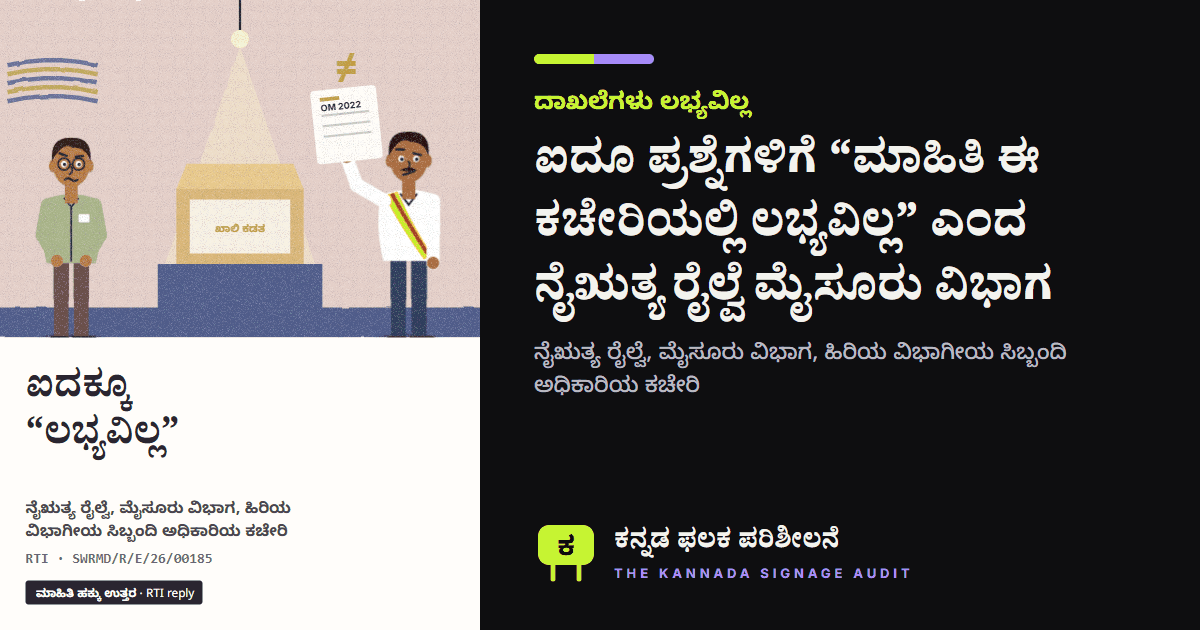 ≠
OM 2022
ಖಾಲಿ ಕಡತ
ಐದಕ್ಕೂ
“ಲಭ್ಯವಿಲ್ಲ”
ನೈಋತ್ಯ ರೈಲ್ವೆ, ಮೈಸೂರು ವಿಭಾಗ, ಹಿರಿಯ
ವಿಭಾಗೀಯ ಸಿಬ್ಬಂದಿ ಅಧಿಕಾರಿಯ ಕಚೇರಿ
RTI · SWRMD/R/E/26/00185
ಮಾಹಿತಿ ಹಕ್ಕು ಉತ್ತರ · RTI reply
ದಾಖಲೆಗಳು ಲಭ್ಯವಿಲ್ಲ
ಐದೂ ಪ್ರಶ್ನೆಗಳಿಗೆ “ಮಾಹಿತಿ ಈ
ಕಚೇರಿಯಲ್ಲಿ ಲಭ್ಯವಿಲ್ಲ” ಎಂದ
ನೈಋತ್ಯ ರೈಲ್ವೆ ಮೈಸೂರು ವಿಭಾಗ
ನೈಋತ್ಯ ರೈಲ್ವೆ, ಮೈಸೂರು ವಿಭಾಗ, ಹಿರಿಯ ವಿಭಾಗೀಯ ಸಿಬ್ಬಂದಿ
ಅಧಿಕಾರಿಯ ಕಚೇರಿ
ಕ
ಕನ್ನಡ ಫಲಕ ಪರಿಶೀಲನೆ
THE KANNADA SIGNAGE AUDIT